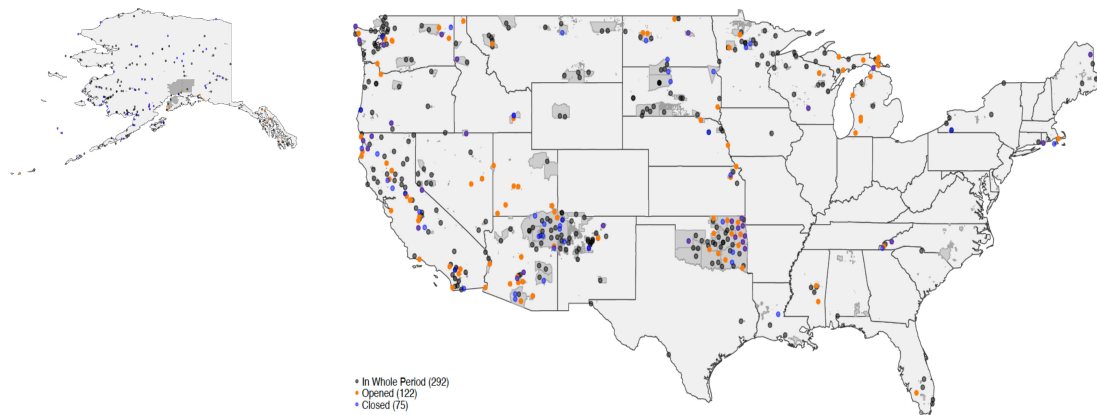 In Whole Period (292)
Opened (122)
Closed (75)